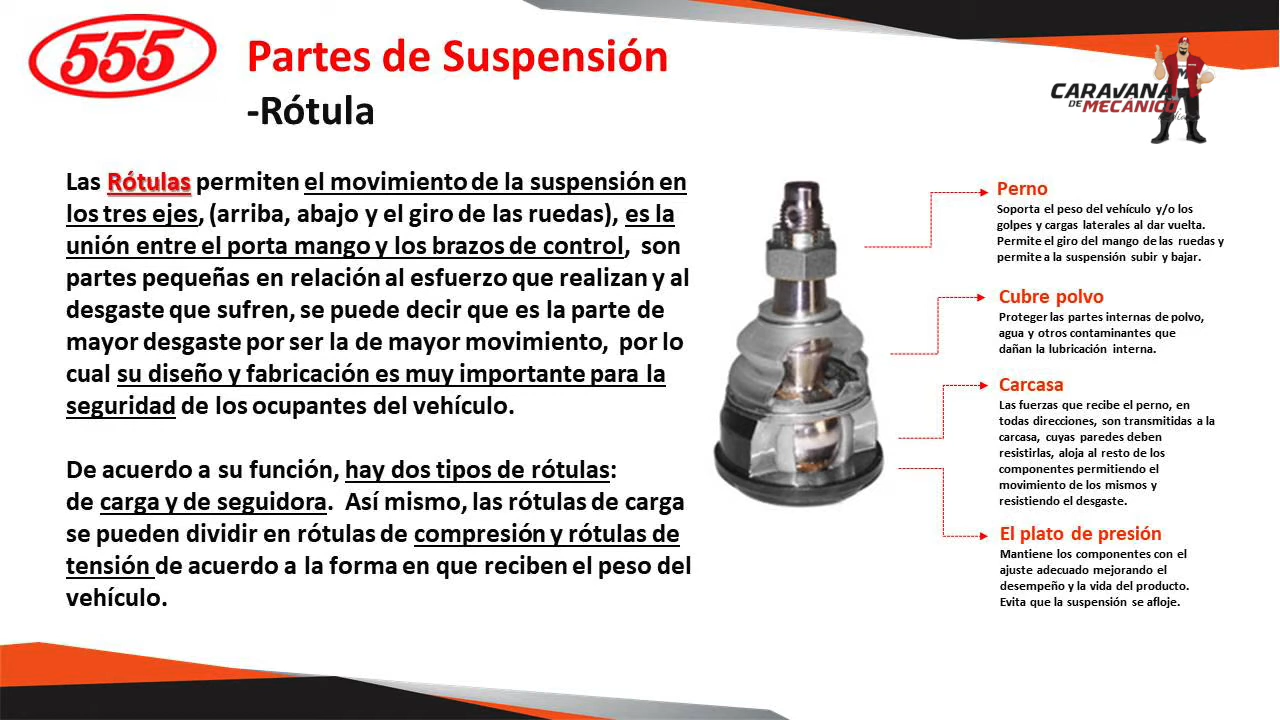 555
Partes de Suspensión
-Rótula
CARAVANA
DE MECÁNICO
Las Rótulas permiten el movimiento de la suspensión en
los tres ejes, (arriba, abajo y el giro de las ruedas), es la
unión entre el porta mango y los brazos de control, son
partes pequeñas en relación al esfuerzo que realizan y al
desgaste que sufren, se puede decir que es la parte de
mayor desgaste por ser la de mayor movimiento, por lo
cual su diseño y fabricación es muy importante para la
seguridad de los ocupantes del vehículo.
De acuerdo a su función, hay dos tipos de rótulas:
de carga y de seguidora. Así mismo, las rótulas de carga
se pueden dividir en rótulas de compresión y rótulas de
tensión de acuerdo a la forma en que reciben el peso del
vehículo.
Perno
Soporta el peso del vehículo y/o los
golpes y cargas laterales al dar vuelta.
Permite el giro del mango de las ruedas y
permite a la suspensión subir y bajar.
Cubre polvo
Proteger las partes internas de polvo,
agua y otros contaminantes que
dañan la lubricación interna.
Carcasa
Las fuerzas que recibe el perno, en
todas direcciones, son transmitidas a la
carcasa, cuyas paredes deben
resistirlas, aloja al resto de los
componentes permitiendo el
movimiento de los mismos y
resistiendo el desgaste.
El plato de presión
Mantiene los componentes con el
ajuste adecuado mejorando el
desempeño y la vida del producto.
Evita que la suspensión se afloje.